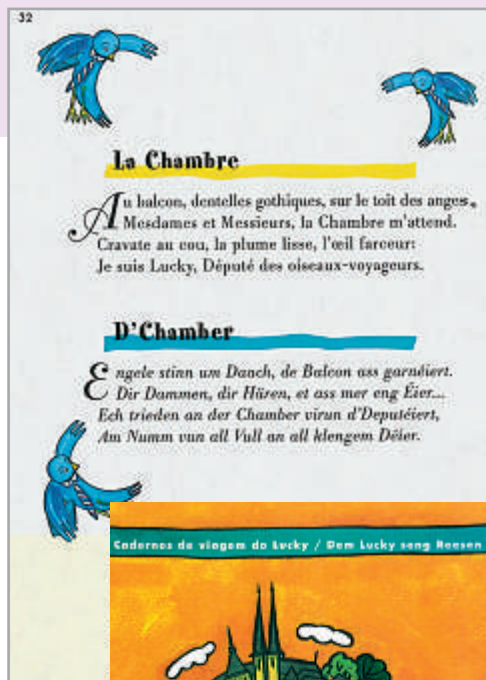 32
La Chambre
Au balcon, dentelles gothiques, sur le toit des anges,
Mesdames et Messieurs, la Chambre m'attend.
Cravate au cou, la plume lisse, l'œil farceur:
Je suis Lucky, Député des oiseaux-voyageurs.
D'Chamber
Engele stinn um Daach, de Balcon ass garnéiert.
Dir Dammen, dir Hären, et ass mer eng Éier...
Ech trieden an der Chamber virun d'Deputéiert,
Am Numm vun all Vull an all klengem Déier.
Cadernos de viagem do Lucky / Dem Lucky seng Reesen